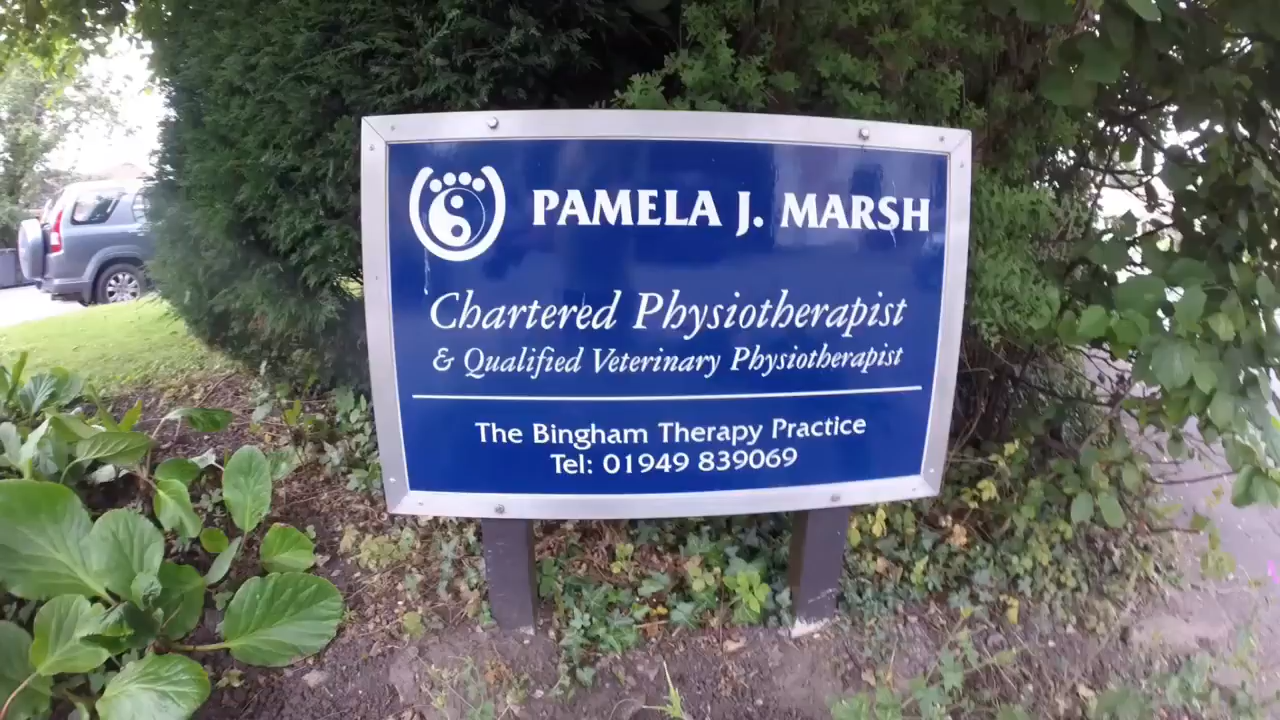 PAMELA J. MARSH
Chartered Physiotherapist
& Qualified Veterinary Physiotherapist
The Bingham Therapy Practice
Tel: 01949 839069